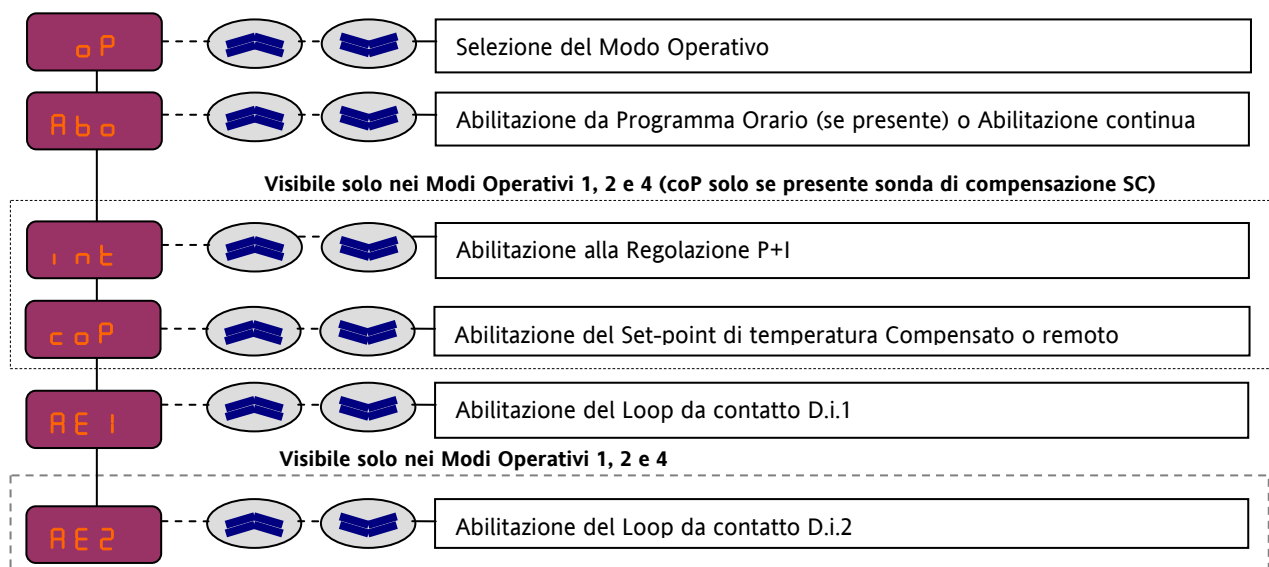 oP
Selezione del Modo Operativo
Abo
Abilitazione da Programma Orario (se presente) o Abilitazione continua
Visibile solo nei Modi Operativi 1, 2 e 4 (coP solo se presente sonda di compensazione SC)
int
Abilitazione alla Regolazione P+I
coP
Abilitazione del Set-point di temperatura Compensato o remoto
AE1
Abilitazione del Loop da contatto D.i.1
Visibile solo nei Modi Operativi 1, 2 e 4
AE2
Abilitazione del Loop da contatto D.i.2